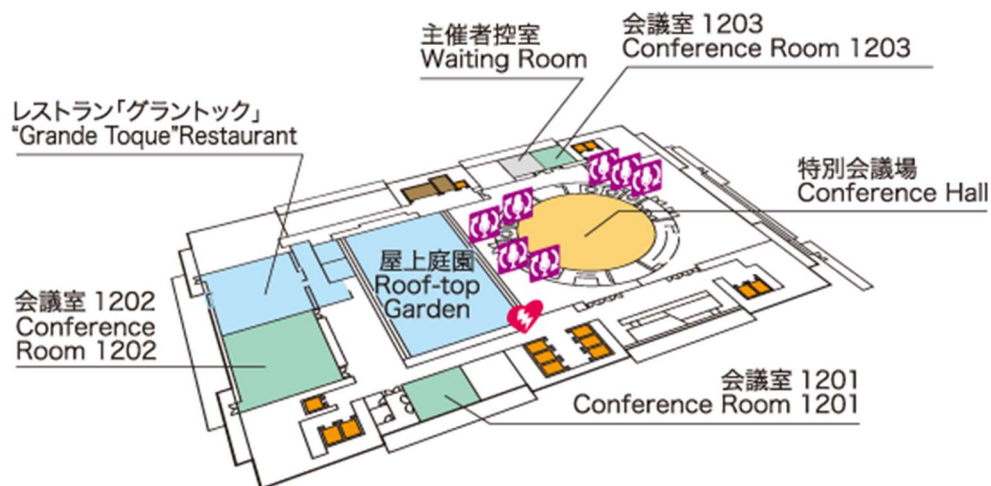 主催者控室
Waiting Room
会議室 1203
Conference Room 1203
レストラン「グラントック」
“Grande Toque”Restaurant
特別会議場
Conference Hall
屋上庭園
Roof-top
Garden
会議室 1202
Conference
Room 1202
会議室 1201
Conference Room 1201